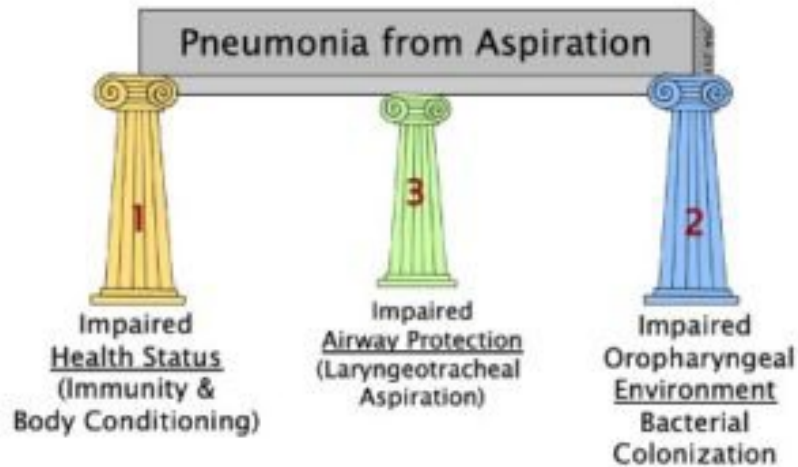 Pneumonia from Aspiration
1
Impaired
Health Status
(Immunity &
Body Conditioning)
3
Impaired
Airway Protection
(Laryngeotracheal
Aspiration)
2
Impaired
Oropharyngeal
Environment
Bacterial
Colonization